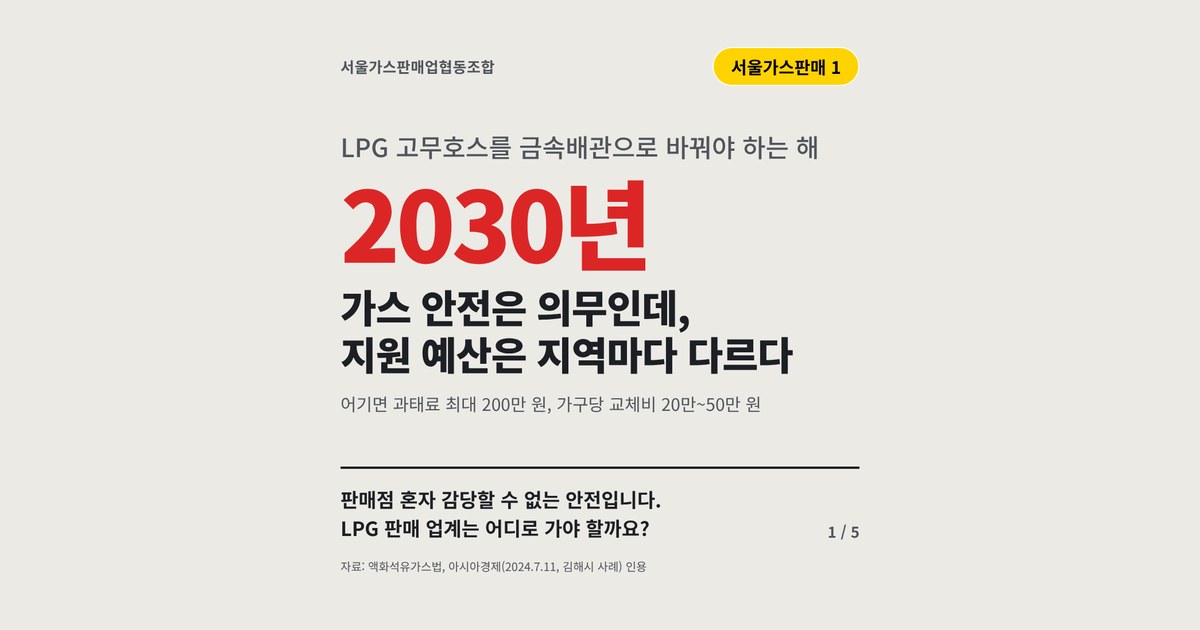 서울가스판매업협동조합
서울가스판매 1
LPG 고무호스를 금속배관으로 바꿔야 하는 해
2030년
가스 안전은 의무인데,
지원 예산은 지역마다 다르다
어기면 과태료 최대 200만 원, 가구당 교체비 20만~50만 원
판매점 혼자 감당할 수 없는 안전입니다.
LPG 판매 업계는 어디로 가야 할까요?
1 / 5
자료: 액화석유가스법, 아시아경제(2024.7.11, 김해시 사례) 인용